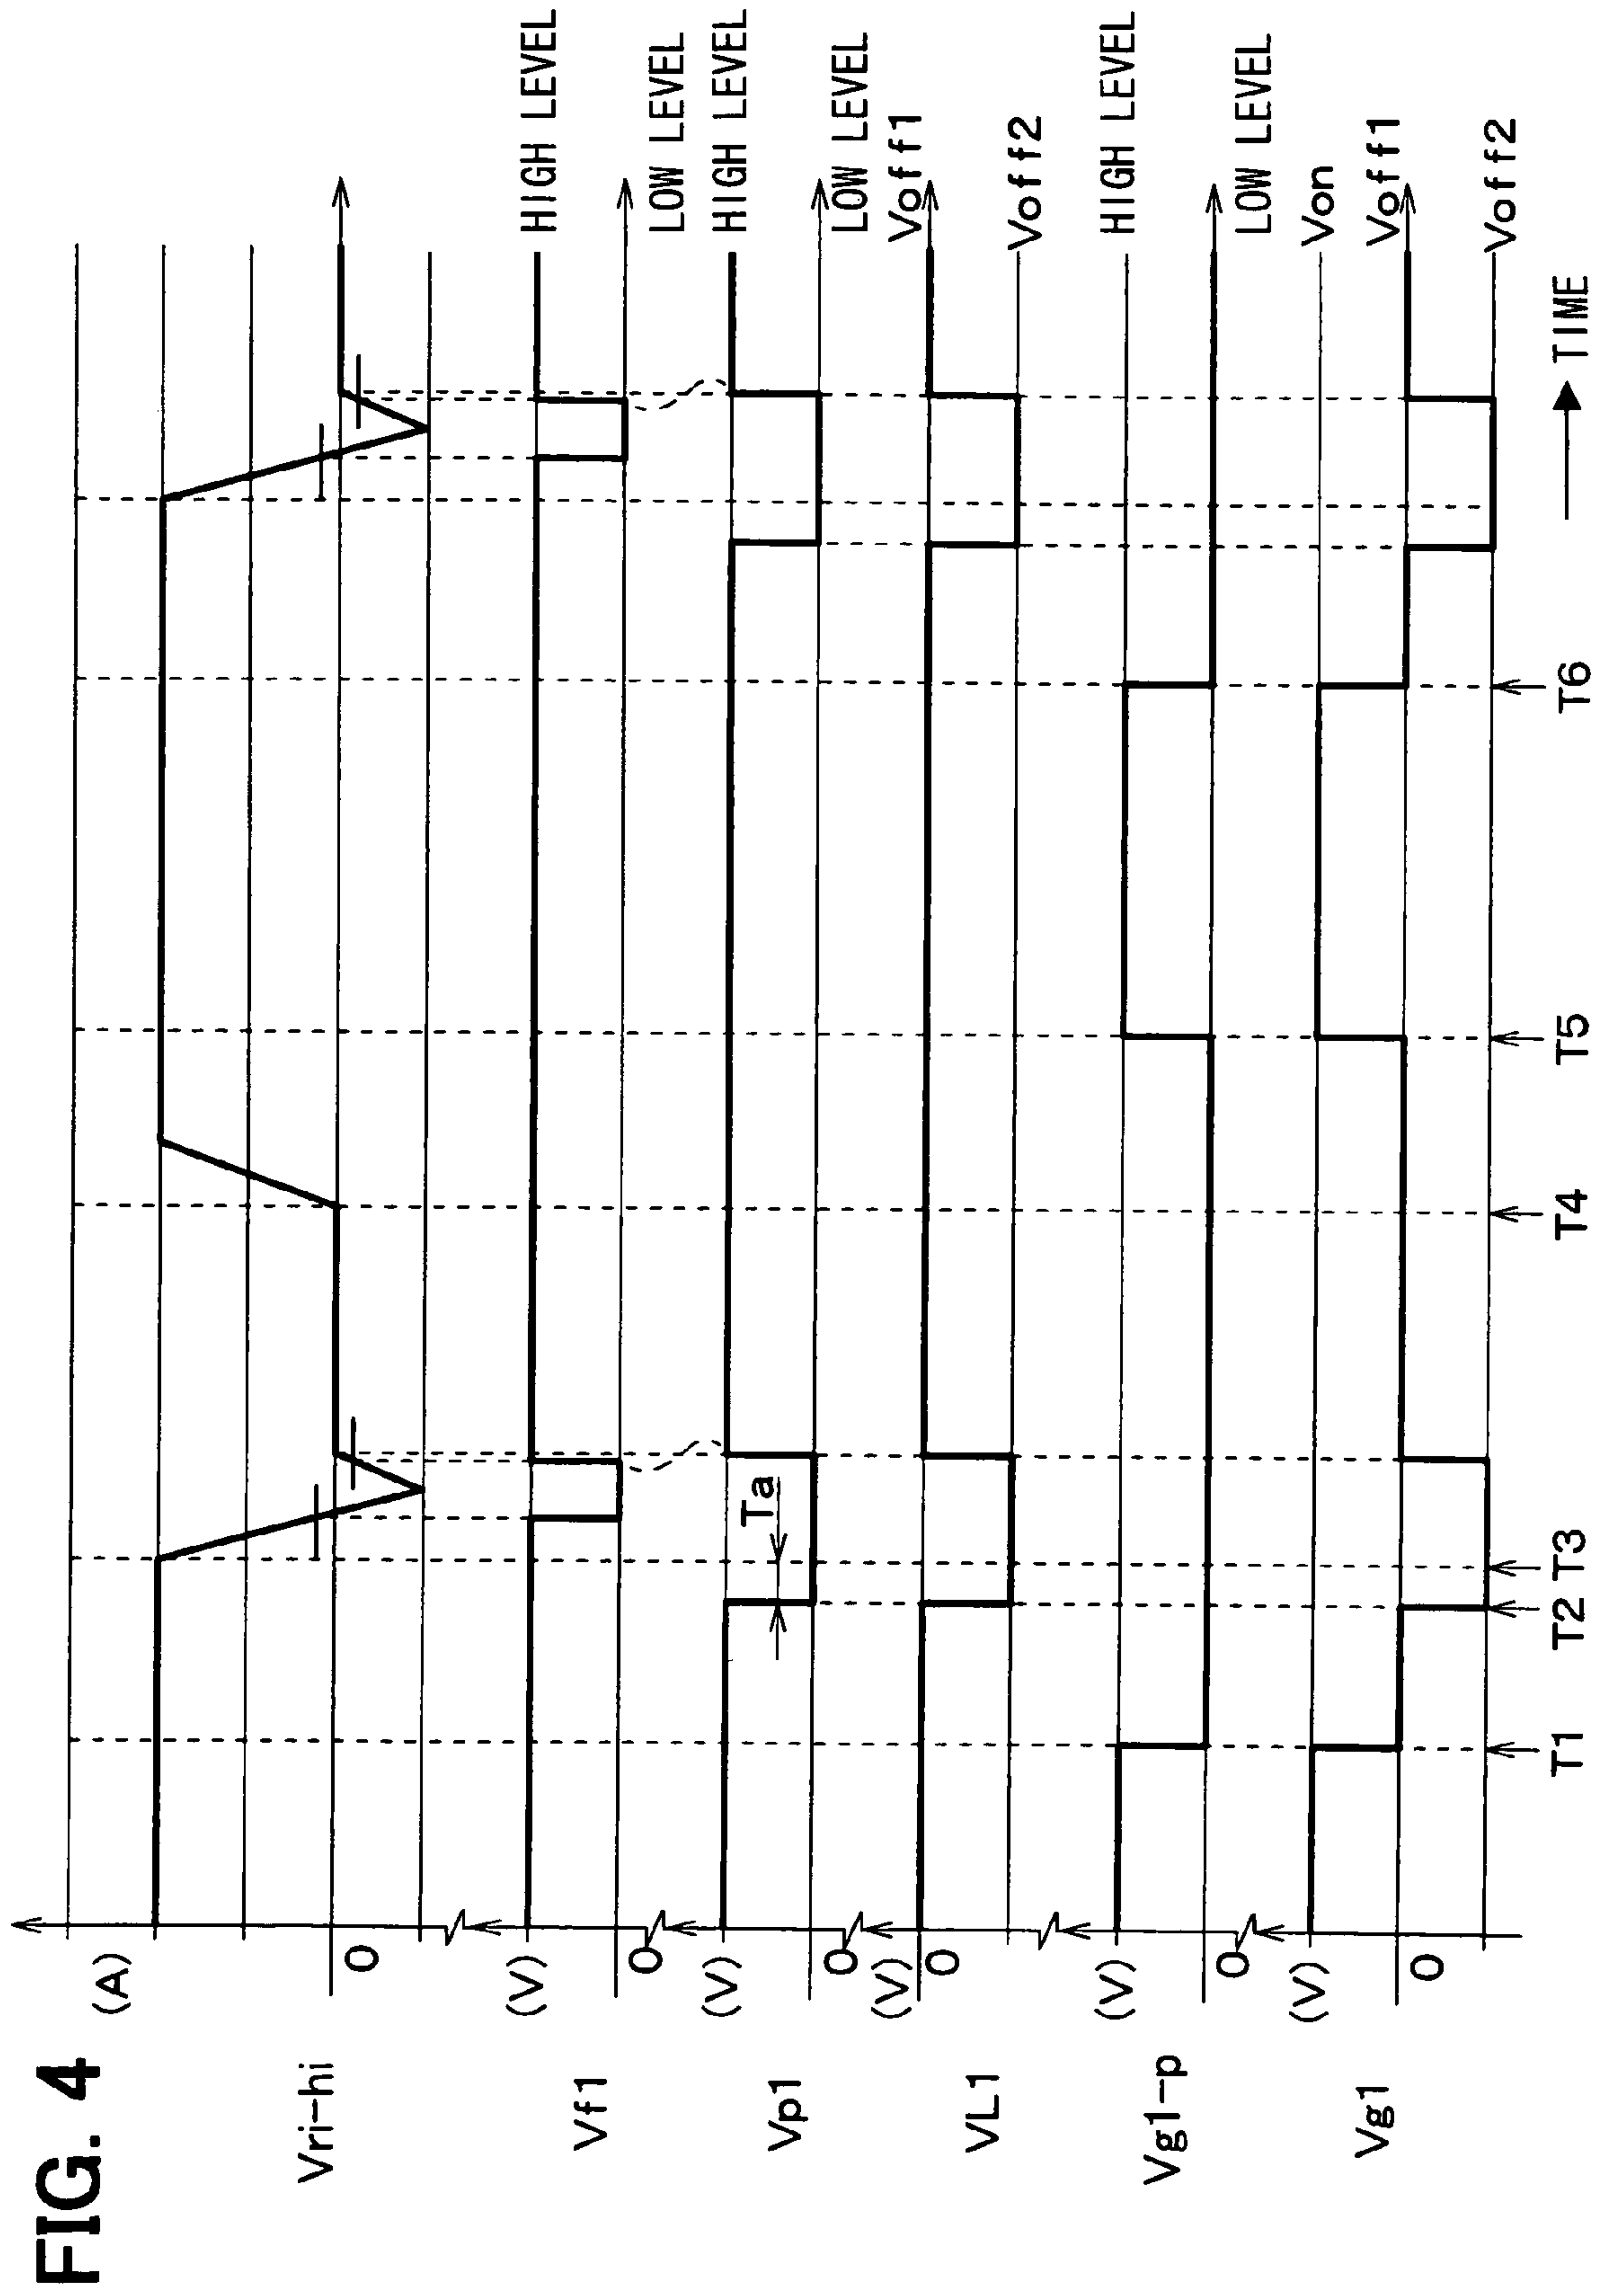 FIG. 4
Vri-hi
(A)
0
Vf1
(V)
0
HIGH LEVEL
LOW LEVEL
Vp1
(V)
0
Ta
HIGH LEVEL
LOW LEVEL
VL1
(V)
0
Voff1
Voff2
Vg1-p
(V)
0
HIGH LEVEL
LOW LEVEL
Vg1
(V)
0
Von
Voff1
Voff2
T1 T2 T3 T4 T5 T6
TIME